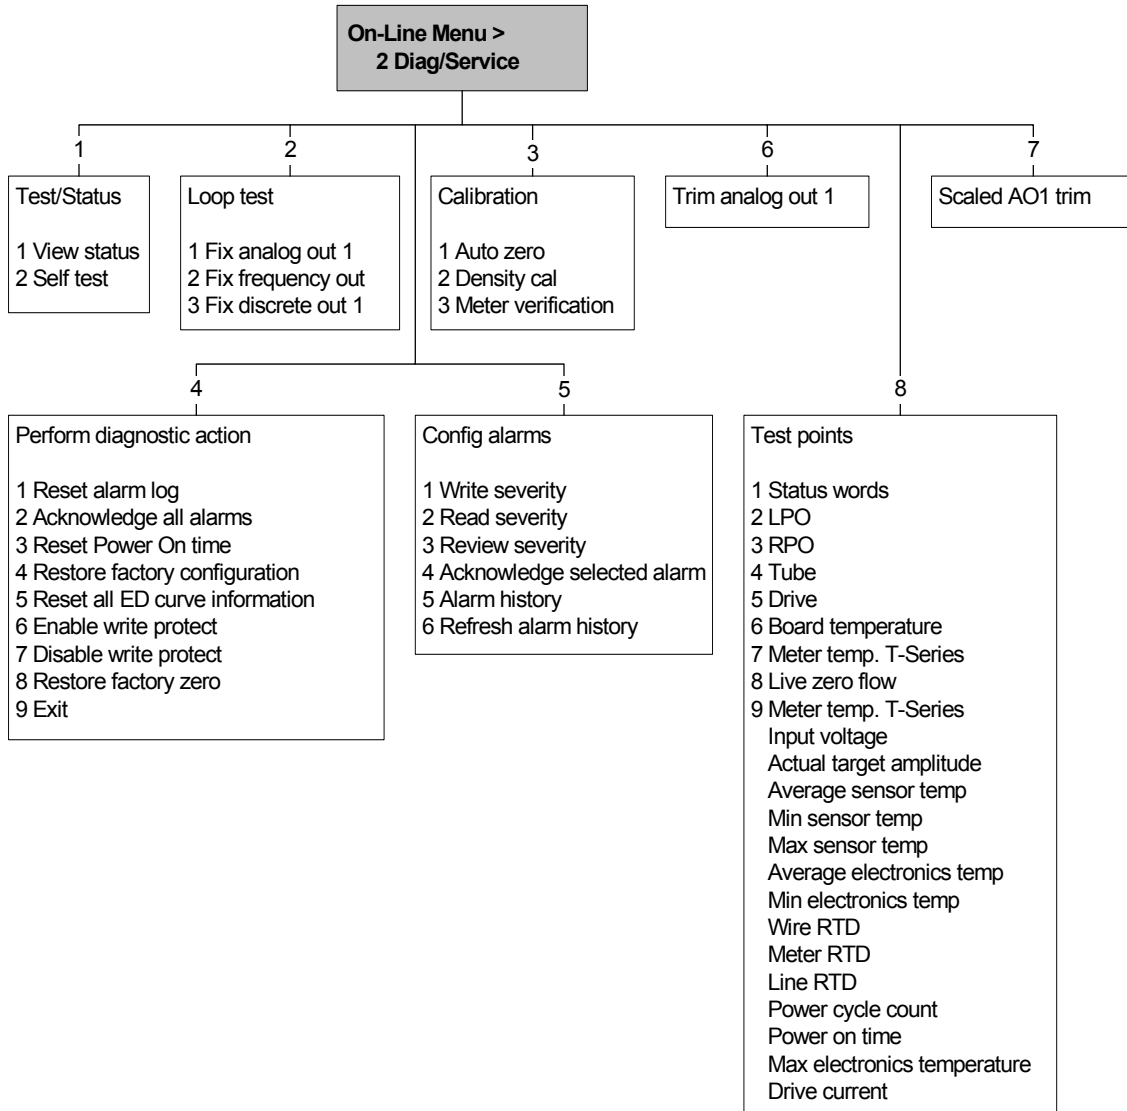 On-Line Menu >
2 Diag/Service
1
2
3
6
7
Test/Status
1 View status
2 Self test
Loop test
1 Fix analog out 1
2 Fix frequency out
3 Fix discrete out 1
Calibration
1 Auto zero
2 Density cal
3 Meter verification
Trim analog out 1
Scaled AO1 trim
4
5
8
Perform diagnostic action
1 Reset alarm log
2 Acknowledge all alarms
3 Reset Power On time
4 Restore factory configuration
5 Reset all ED curve information
6 Enable write protect
7 Disable write protect
8 Restore factory zero
9 Exit
Config alarms
1 Write severity
2 Read severity
3 Review severity
4 Acknowledge selected alarm
5 Alarm history
6 Refresh alarm history
Test points
1 Status words
2 LPO
3 RPO
4 Tube
5 Drive
6 Board temperature
7 Meter temp. T-Series
8 Live zero flow
9 Meter temp. T-Series
Input voltage
Actual target amplitude
Average sensor temp
Min sensor temp
Max sensor temp
Average electronics temp
Min electronics temp
Wire RTD
Meter RTD
Line RTD
Power cycle count
Power on time
Max electronics temperature
Drive current